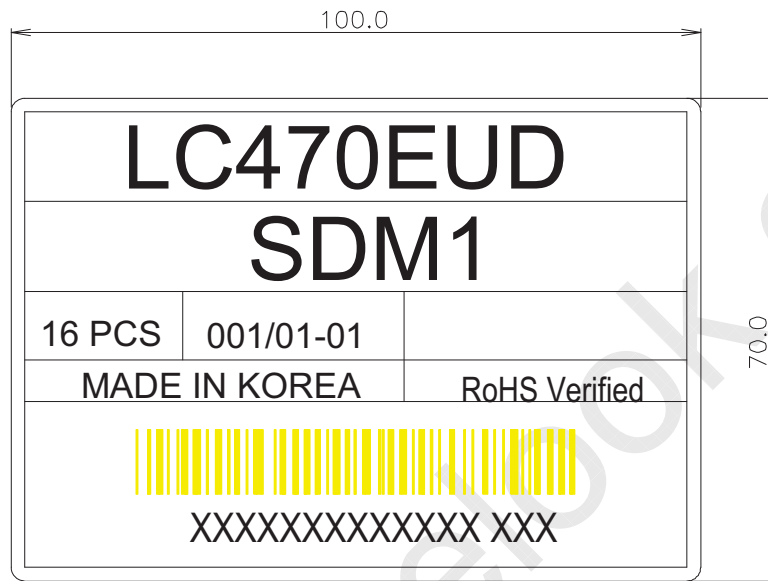 100.0
LC470EUD
SDM1
16 PCS 001/01-01
MADE IN KOREA RoHS Verified
XXXXXXXXXXXXX XXX
70.0